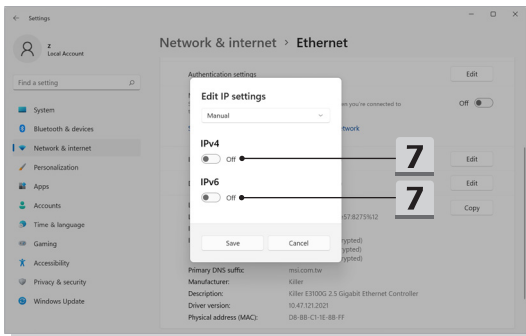 Settings
Z
Local Account
Find a setting
System
Bluetooth & devices
Network & internet
Personalization
Apps
Accounts
Time & language
Gaming
Accessibility
Privacy & security
Windows Update
Network & internet > Ethernet
Authentication settings
Edit
en you're connected to
Off
twork
Edit IP settings
Manual
IPv4
Off
7
Edit
IPv6
Off
7
Edit
Copy
:57:8275%12
Save
Cancel
rypted)
rypted)
rypted)
Primary DNS suffix: msi.com.tw
Manufacturer: Killer
Description: Killer E3100G 2.5 Gigabit Ethernet Controller
Driver version: 10.47.121.2021
Physical address (MAC): D8-BB-C1-1E-8B-FF